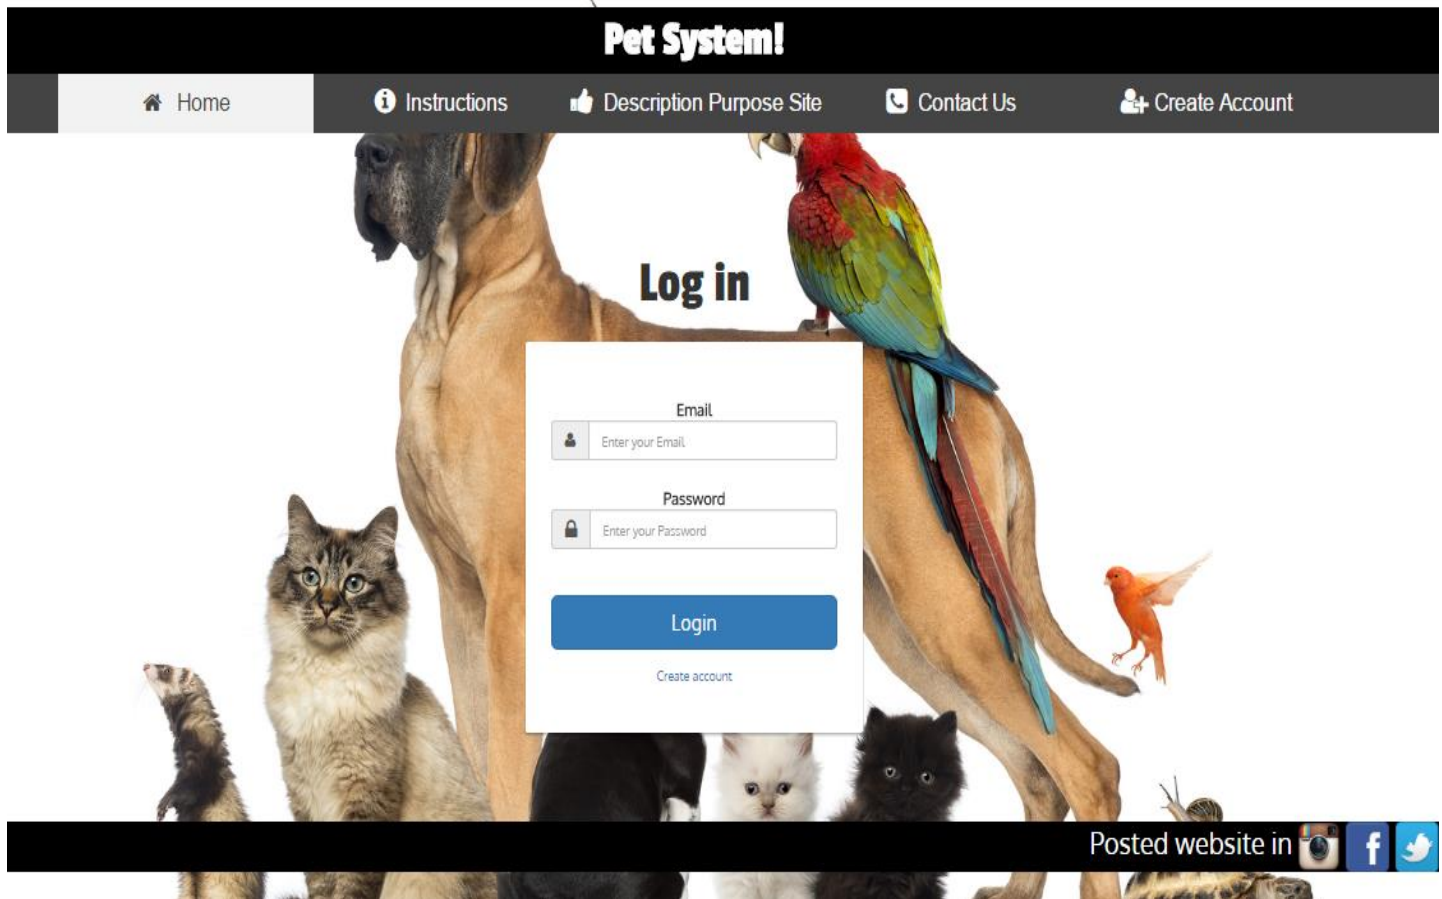 Pet System!
Home Instructions Description Purpose Site Contact Us Create Account
Log in
Email
Enter your Email
Password
Enter your Password
Login
Create account
Posted website in